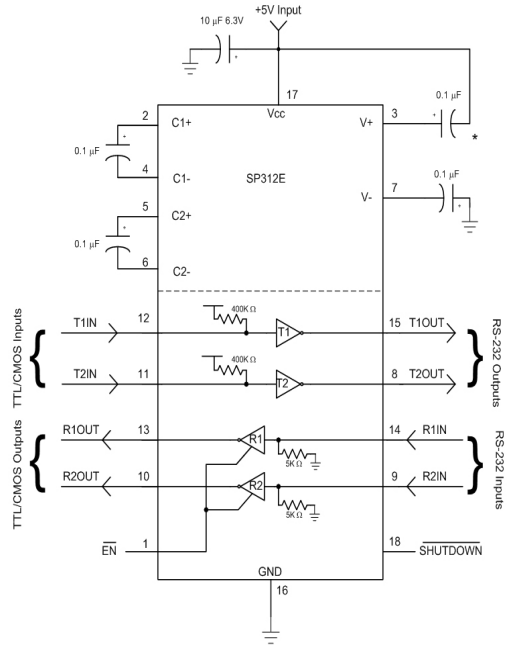 +5V Input
10 μF 6.3V
+
17
Vcc
0.1 μF
+
*
2
C1+
3
V+
+
0.1 μF
4
C1-
SP312E
0.1 μF
7
V-
+
5
C2+
+
0.1 μF
6
C2-
TTL/CMOS Inputs
T1IN
12
400K Ω
T1
15
T1OUT
RS-232 Outputs
T2IN
11
400K Ω
T2
8
T2OUT
TTL/CMOS Outputs
R1OUT
13
R1
14
R1IN
RS-232 Inputs
5K Ω
R2OUT
10
R2
9
R2IN
5K Ω
EN
1
18
SHUTDOWN
GND
16